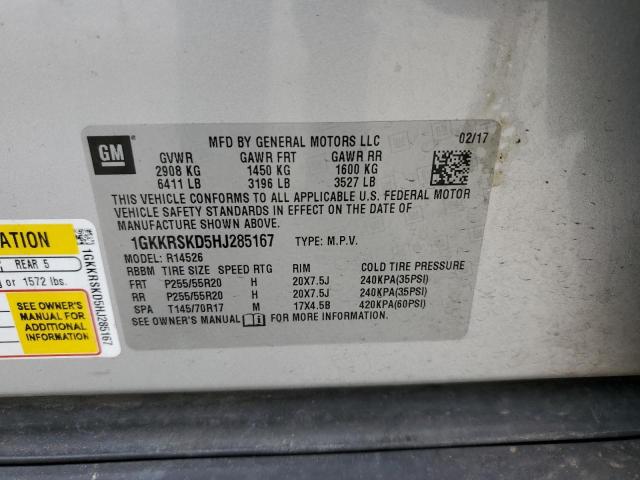 GM
MFD BY GENERAL MOTORS LLC 02/17
GVWR GAWR FRT GAWR RR
2908 KG 1450 KG 1600 KG
6411 LB 3196 LB 3527 LB
THIS VEHICLE CONFORMS TO ALL APPLICABLE U.S. FEDERAL MOTOR
VEHICLE SAFETY STANDARDS IN EFFECT ON THE DATE OF
MANUFACTURE SHOWN ABOVE.
1GKKRSKD5HJ285167 TYPE: M.P.V.
MODEL: R14526
RBBM TIRE SIZE SPEED RTG RIM COLD TIRE PRESSURE
FRT P255/55R20 H 20X7.5J 240KPA(35PSI)
RR P255/55R20 H 20X7.5J 240KPA(35PSI)
SPA T145/70R17 M 17X4.5B 420KPA(60PSI)
SEE OWNER'S MANUAL FOR MORE INFORMATION
ATION
REAR 5
or 1572 lbs.
SEE OWNER'S
MANUAL FOR
ADDITIONAL
INFORMATION
1GKKRSKD5HJ285167